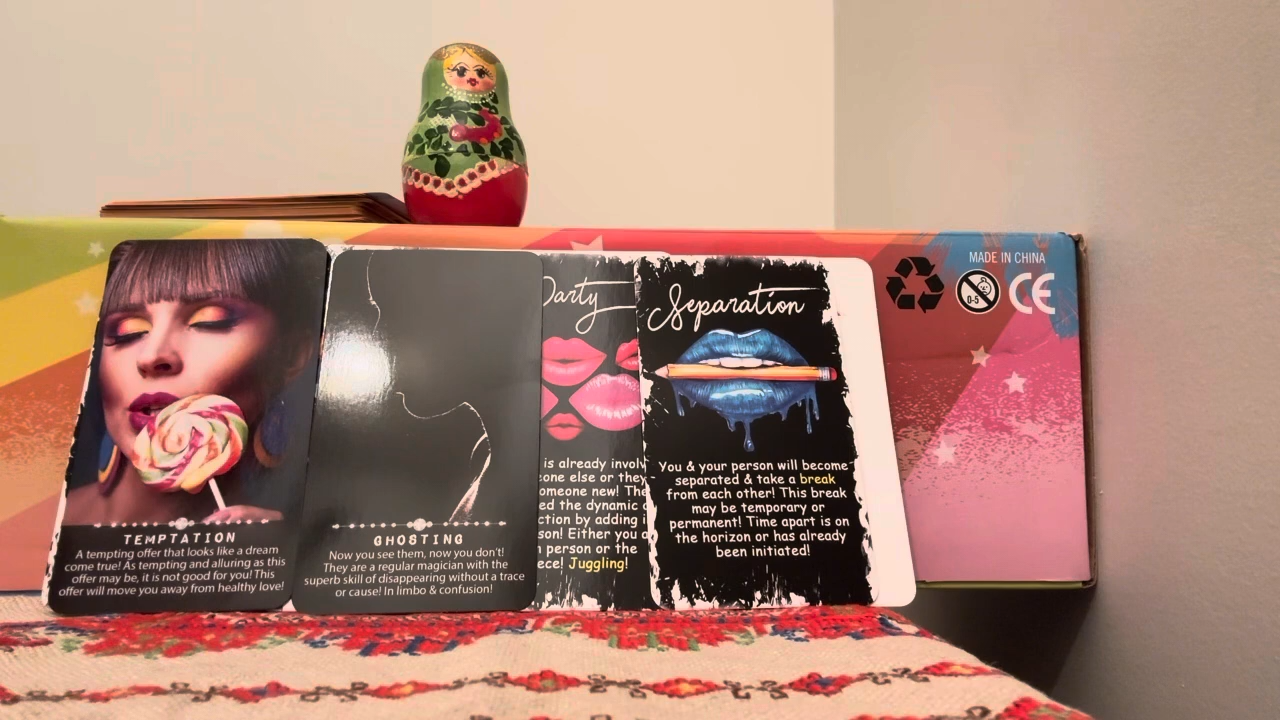 TEMPTATION
A tempting offer that looks like a dream
come true! As tempting and alluring as this
offer may be, it is not good for you! This
offer will move you away from healthy love!
GHOSTING
Now you see them, now you don't!
They are a regular magician with the
superb skill of disappearing without a trace
or cause! In limbo & confusion!
Party
is already
or they
omeone new! The
the dynamic
ction by adding
son! Either you
person or the
ece! Juggling!
Separation
You & your person will become
separated & take a break
from each other! This break
may be temporary or
permanent! Time apart is on
the horizon or has already
been initiated!
MADE IN CHINA
0-5
CE